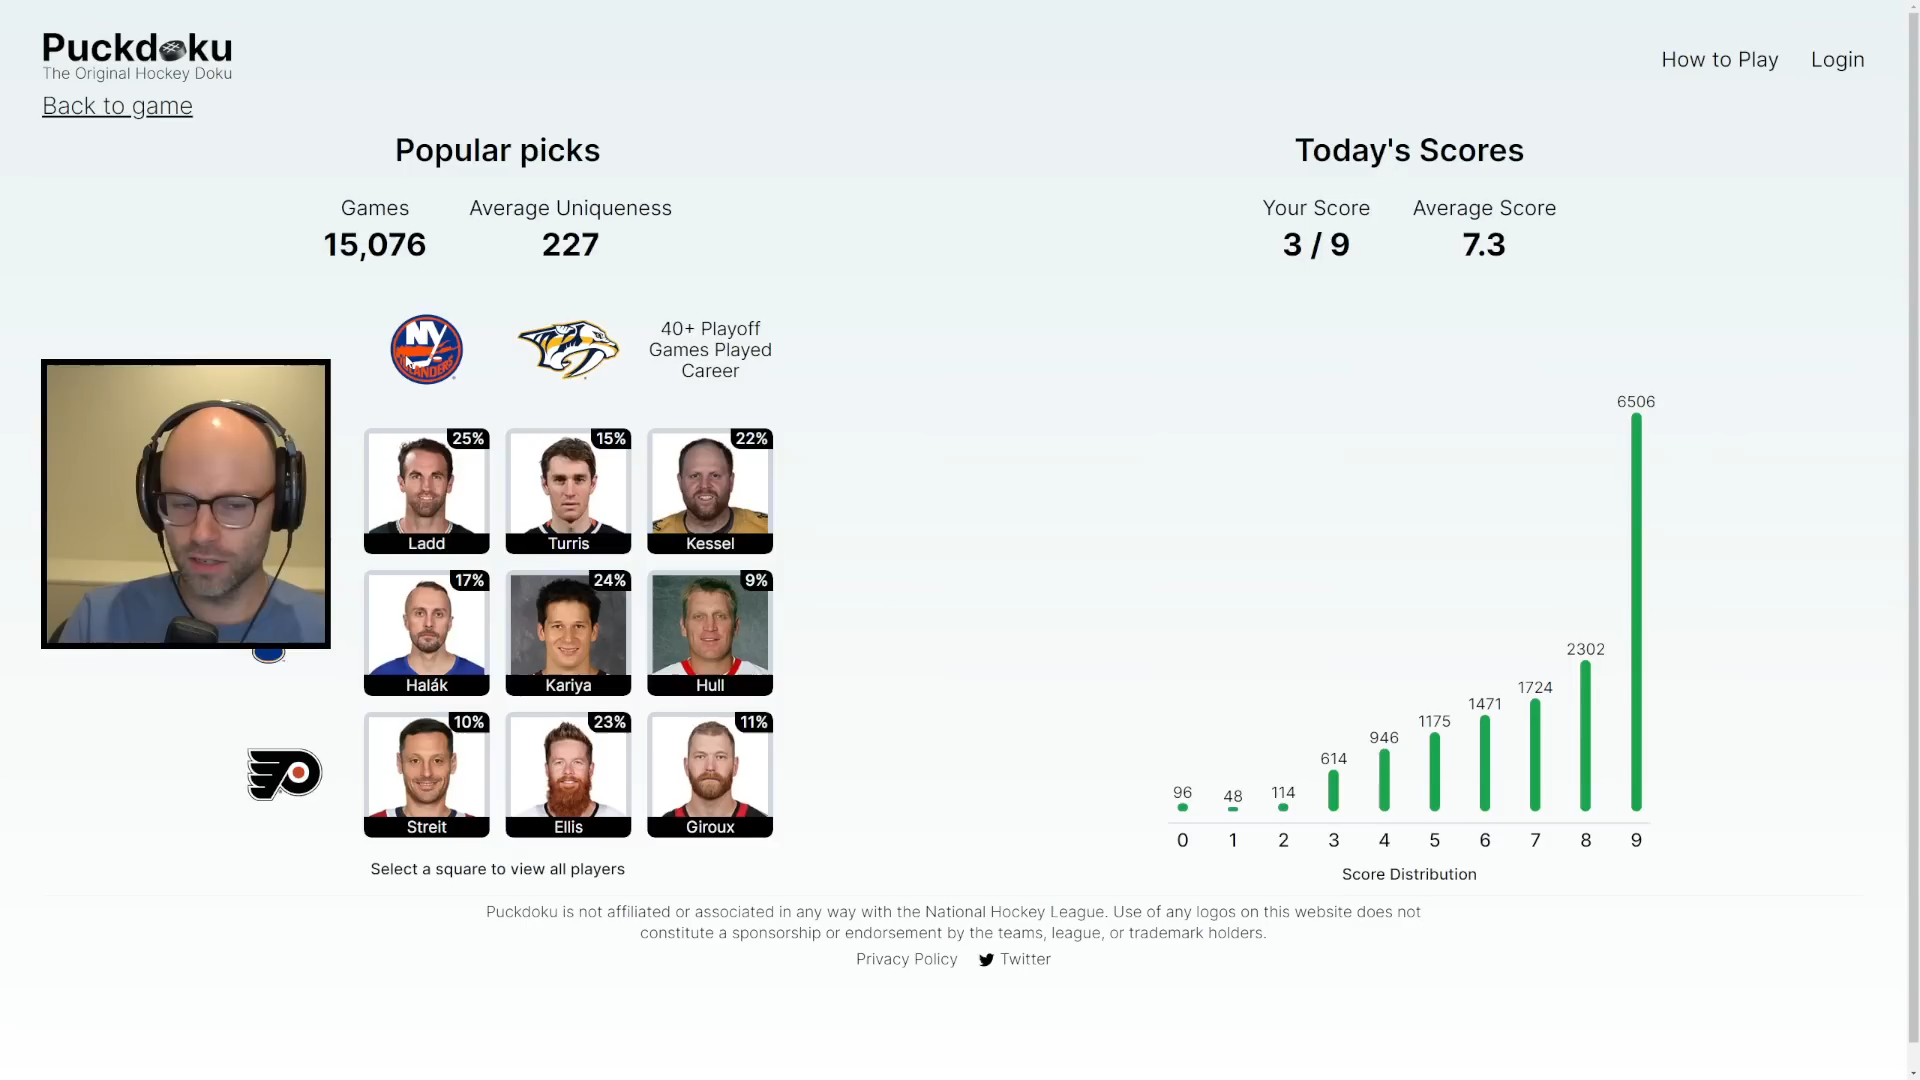 Puckdoku
The Original Hockey Doku
Back to game
How to Play
Login
Popular picks
Games
15,076
Average Uniqueness
227
Today's Scores
Your Score
3 / 9
Average Score
7.3
NY
ISLANDERS
40+ Playoff
Games Played
Career
25%
Ladd
15%
Turris
22%
Kessel
17%
Halák
24%
Kariya
9%
Hull
10%
Streit
23%
Ellis
11%
Giroux
Select a square to view all players
96
48
114
614
946
1175
1471
1724
2302
6506
0 1 2 3 4 5 6 7 8 9
Score Distribution
Puckdoku is not affiliated or associated in any way with the National Hockey League. Use of any logos on this website does not
constitute a sponsorship or endorsement by the teams, league, or trademark holders.
Privacy Policy
Twitter